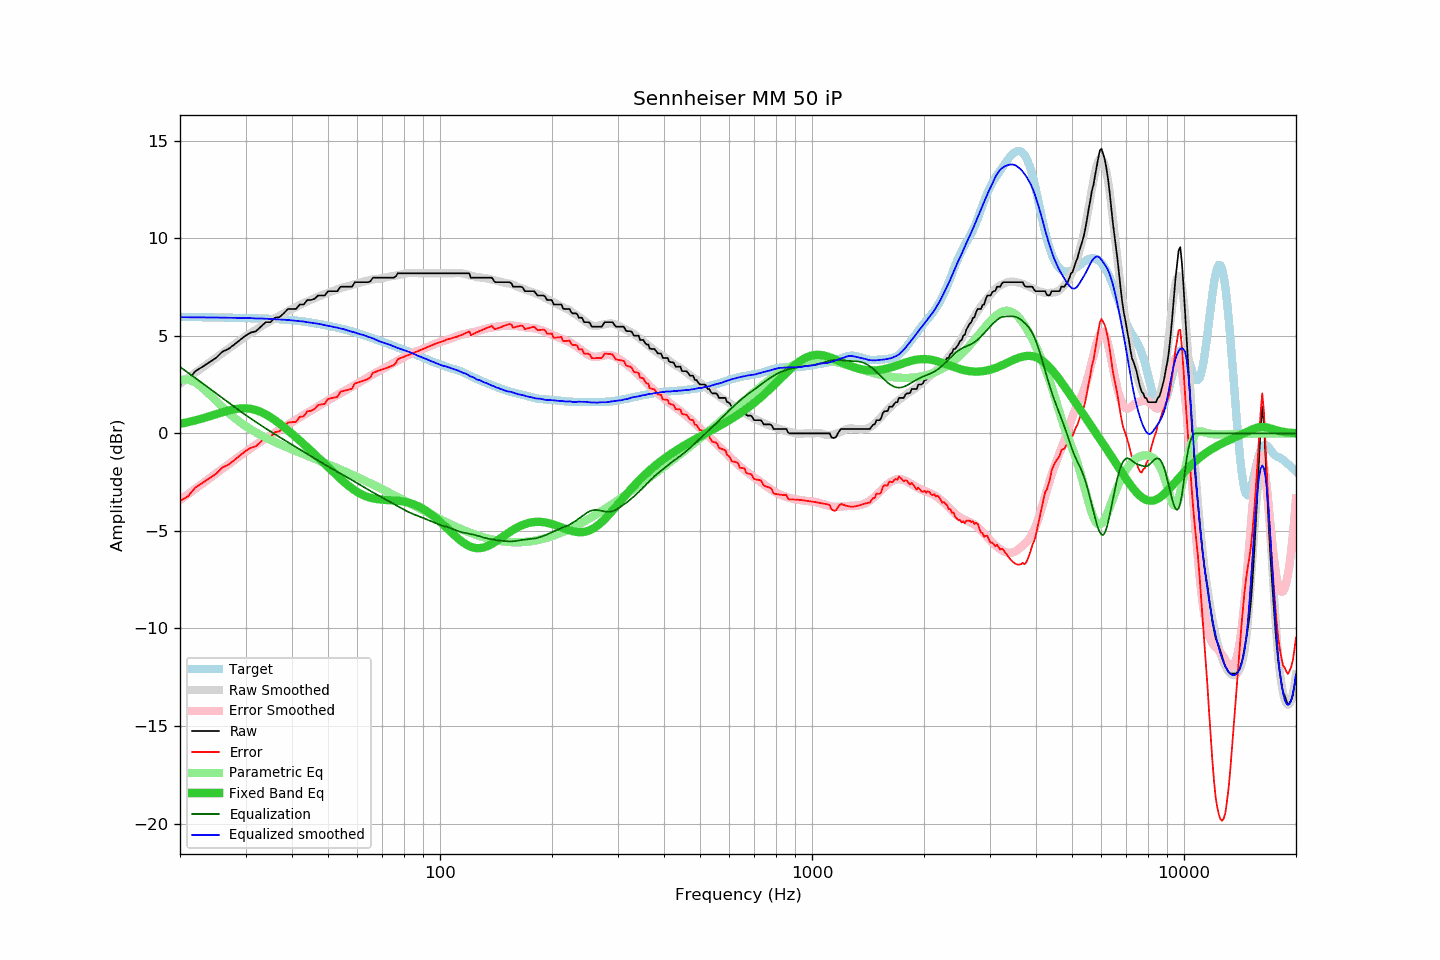 Sennheiser MM 50 iP
15
10
5
0
−5
−10
−15
−20
Amplitude (dBr)
Target
Raw Smoothed
Error Smoothed
Raw
Error
Parametric Eq
Fixed Band Eq
Equalization
Equalized smoothed
100 1000 10000
Frequency (Hz)